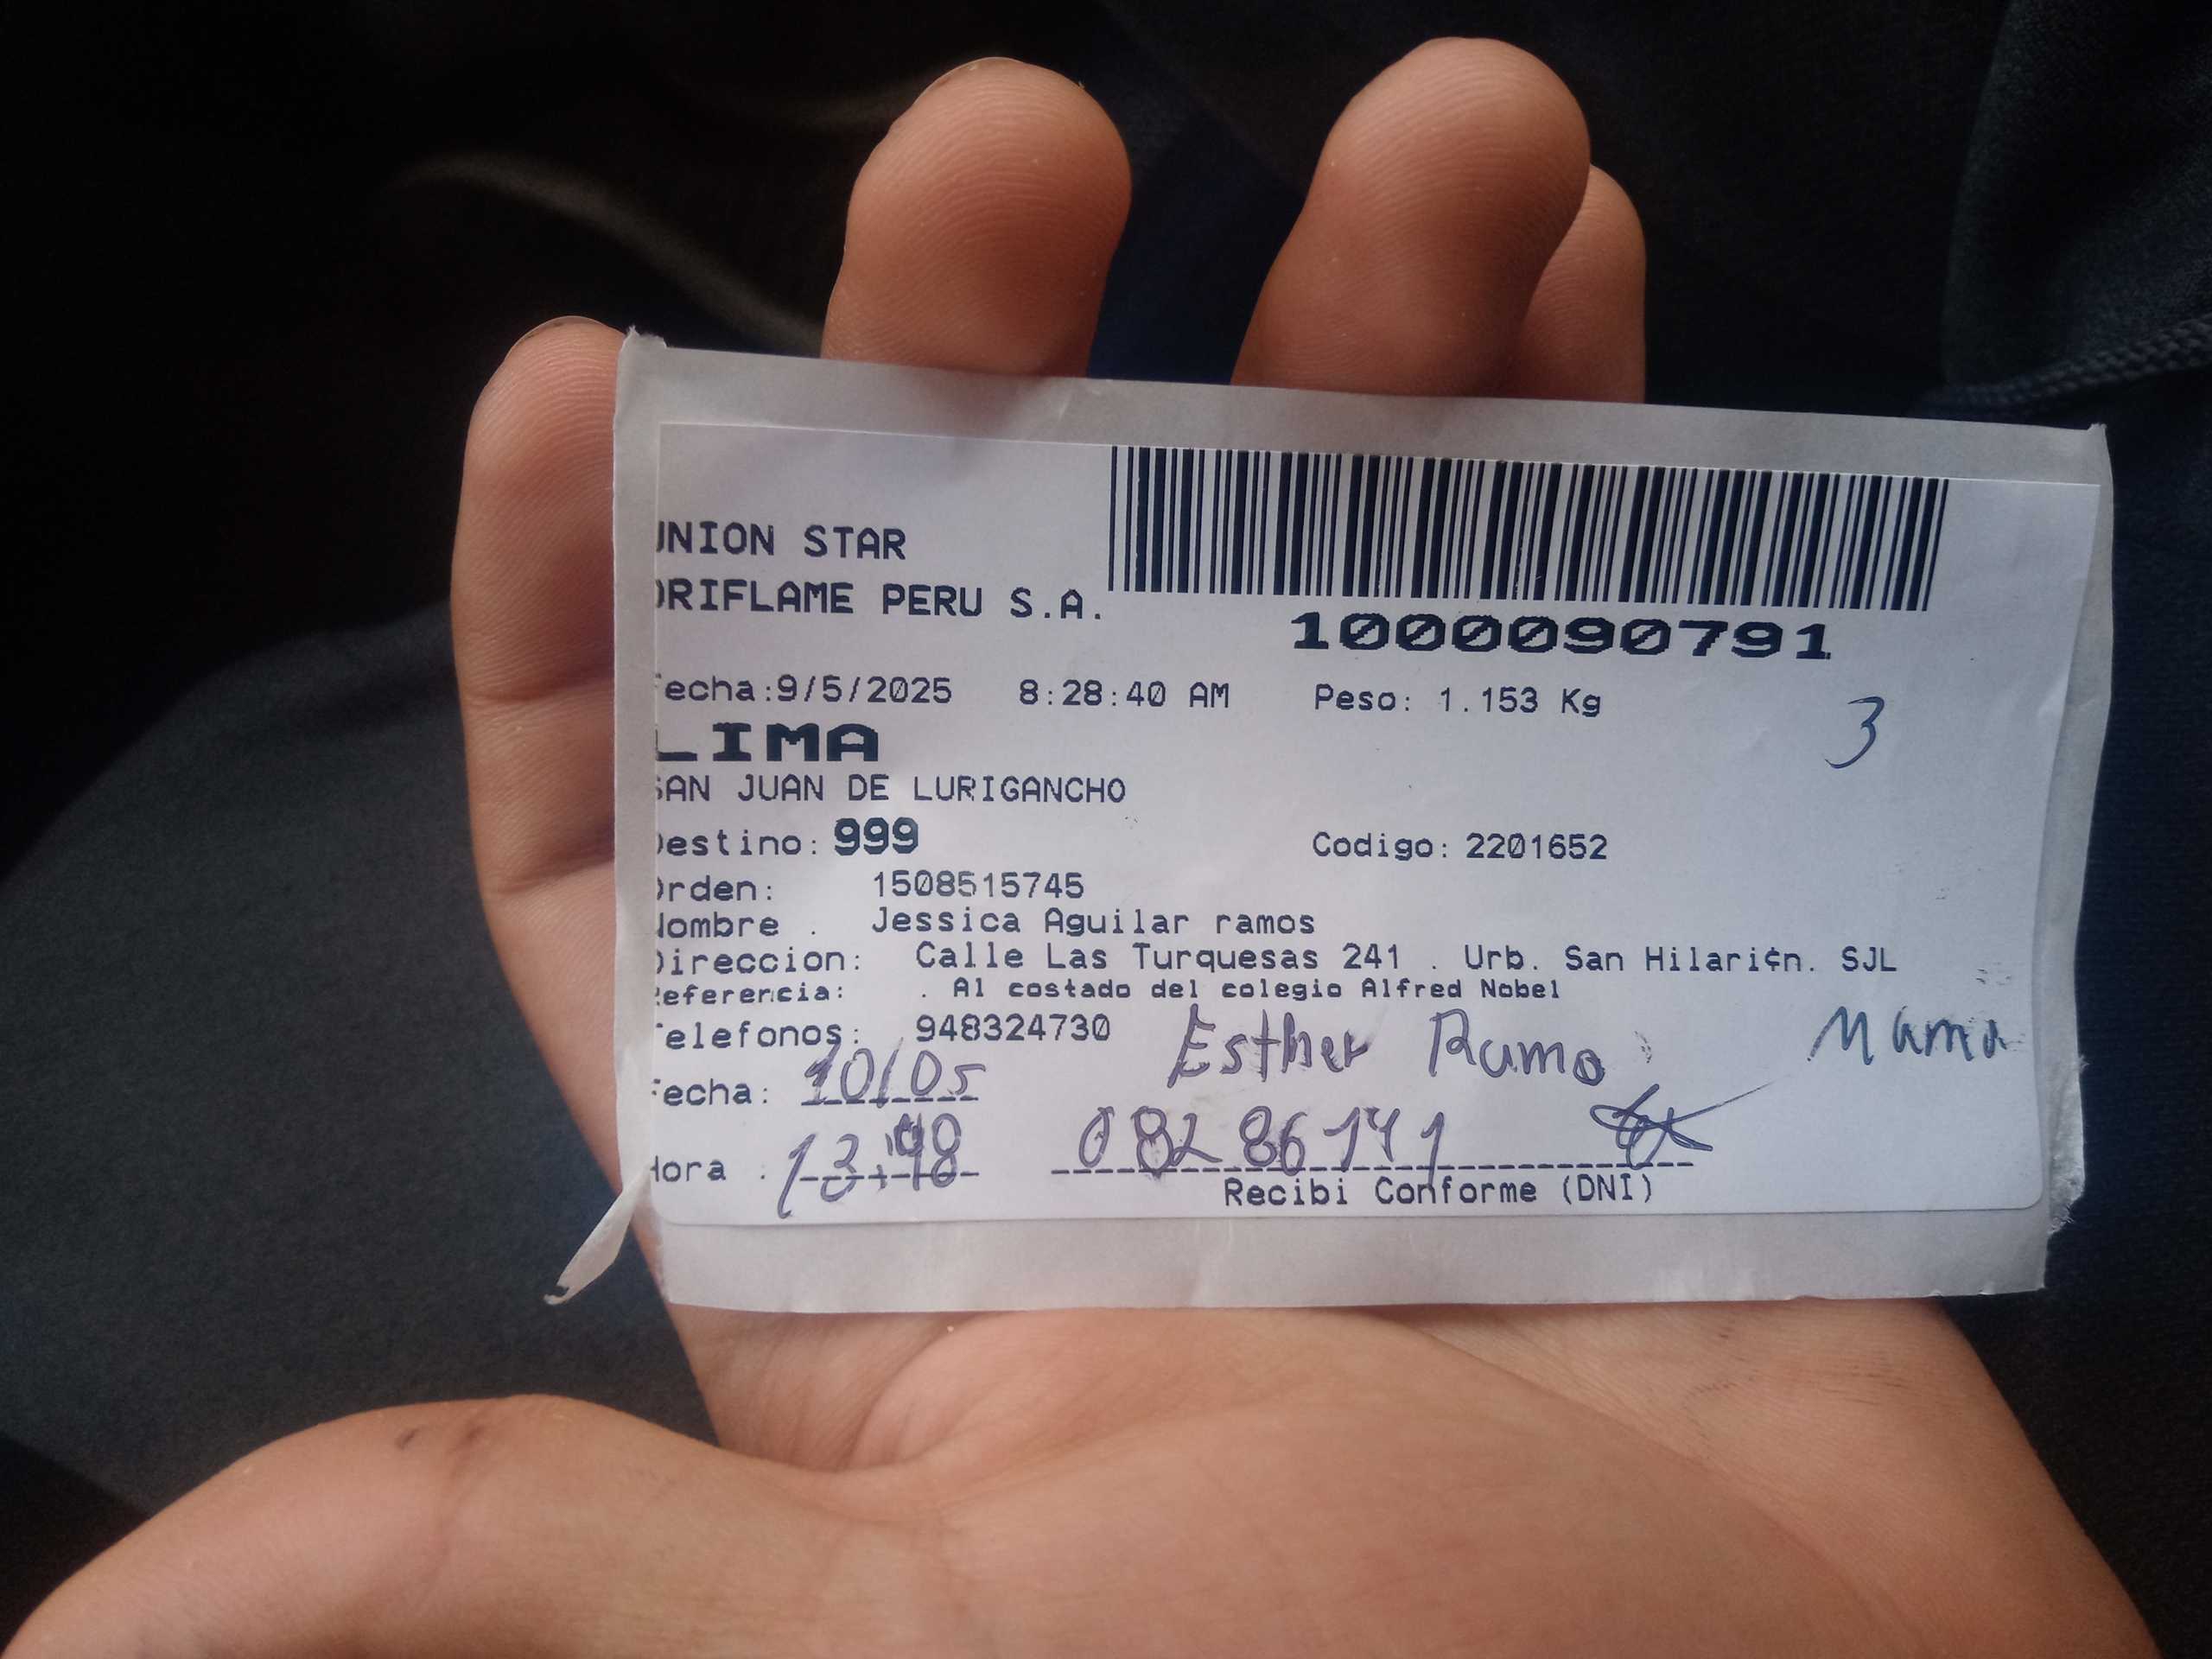 UNION STAR
ORIFLAME PERU S.A.
1000090791
Fecha:9/5/2025 8:28:40 AM Peso: 1.153 Kg
3
LIMA
SAN JUAN DE LURIGANCHO
Destino: 999 Codigo: 2201652
Orden: 1508515745
Nombre . Jessica Aguilar ramos
Direccion: Calle Las Turquesas 241 . Urb. San Hilari¢n. SJL
Referencia: . Al costado del colegio Alfred Nobel
Telefonos: 948324730 Esther Ramo Mama
Fecha: 10/05
Hora : 08286141
Recibi Conforme (DNI)